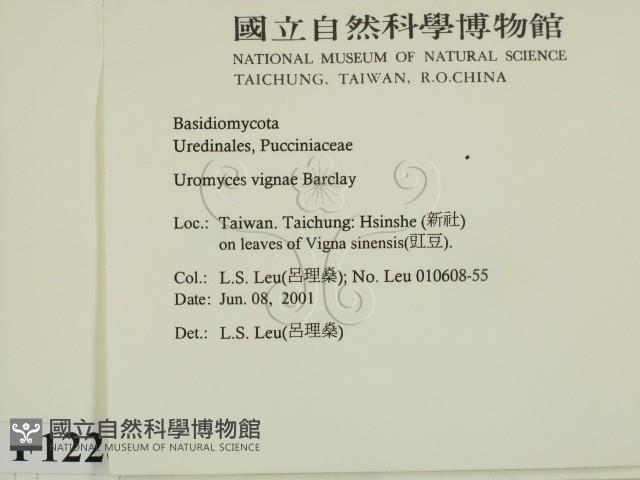 國立自然科學博物館
NATIONAL MUSEUM OF NATURAL SCIENCE
TAICHUNG, TAIWAN, R.O.CHINA
Basidiomycota
Uredinales, Pucciniaceae
Uromyces vignae Barclay
Loc.: Taiwan. Taichung: Hsinshe (新社)
on leaves of Vigna sinensis(豇豆).
Col.: L.S. Leu(呂理燊); No. Leu 010608-55
Date: Jun. 08, 2001
Det.: L.S. Leu(呂理燊)
國立自然科學博物館
NATIONAL MUSEUM OF NATURAL SCIENCE